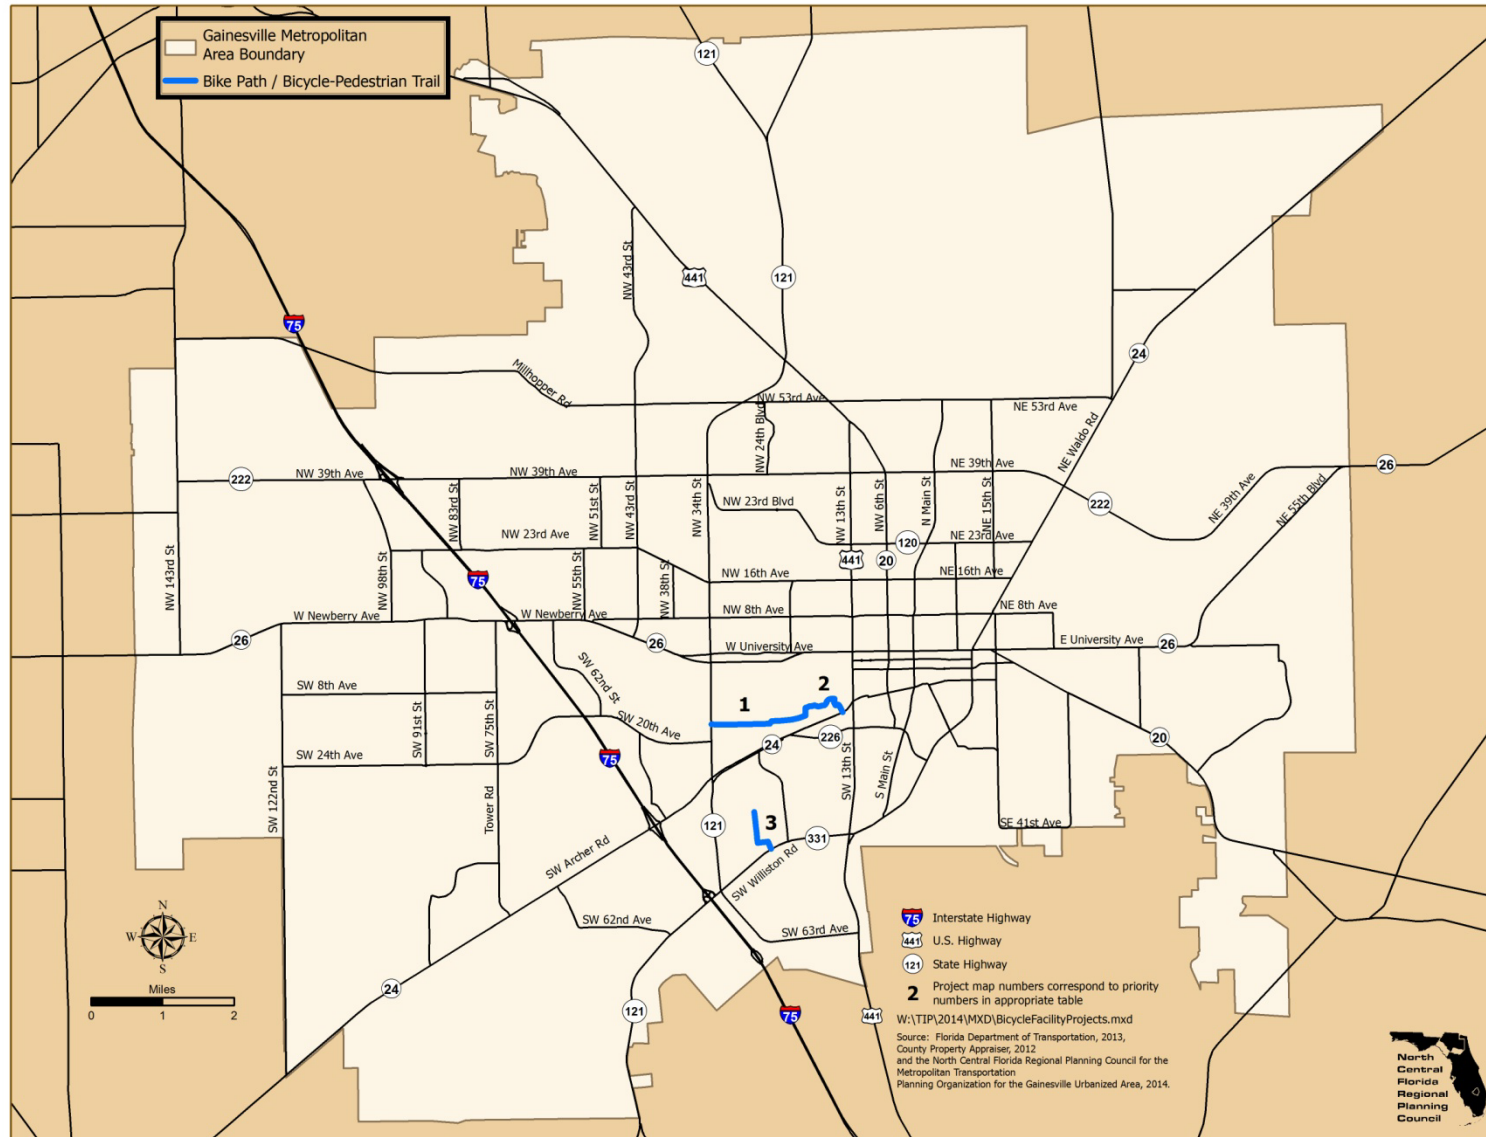 Gainesville Metropolitan
Area Boundary
Bike Path / Bicycle-Pedestrian Trail
121
441
121
NW 43rd St
75
24
Millhopper Rd
NW 53rd Ave
NE 53rd Ave
NW 24th Blvd
NE Waldo Rd
222
NW 39th Ave
NW 39th Ave
NE 39th Ave
26
222
NE 39th Ave
NE 55th Blvd
NW 83rd St
NW 51st St
NW 43rd St
NW 34th St
NW 23rd Blvd
NW 13th St
NW 6th St
N Main St
NE 15th St
NW 143rd St
NW 98th St
NW 23rd Ave
120
NE 23rd Ave
441
20
75
NW 55th St
NW 38th St
NW 16th Ave
NE 16th Ave
W Newberry Ave
W Newberry Ave
NW 8th Ave
NE 8th Ave
26
26
W University Ave
E University Ave
26
SW 8th Ave
SW 62nd St
1
2
SW 91st St
SW 75th St
SW 20th Ave
SW 24th Ave
75
24
226
20
SW 122nd St
Tower Rd
SW 13th St
S Main St
121
3
331
SE 41st Ave
SW Archer Rd
SW Williston Rd
SW 62nd Ave
SW 63rd Ave
24
121
75
441
N
W
E
S
Miles
0
1
2
75
Interstate Highway
441
U.S. Highway
121
State Highway
2
Project map numbers correspond to priority
numbers in appropriate table
W:\TIP\2014\MXD\BicycleFacilityProjects.mxd
Source: Florida Department of Transportation, 2013,
County Property Appraiser, 2012
and the North Central Florida Regional Planning Council for the
Metropolitan Transportation
Planning Organization for the Gainesville Urbanized Area, 2014.
North
Central
Florida
Regional
Planning
Council